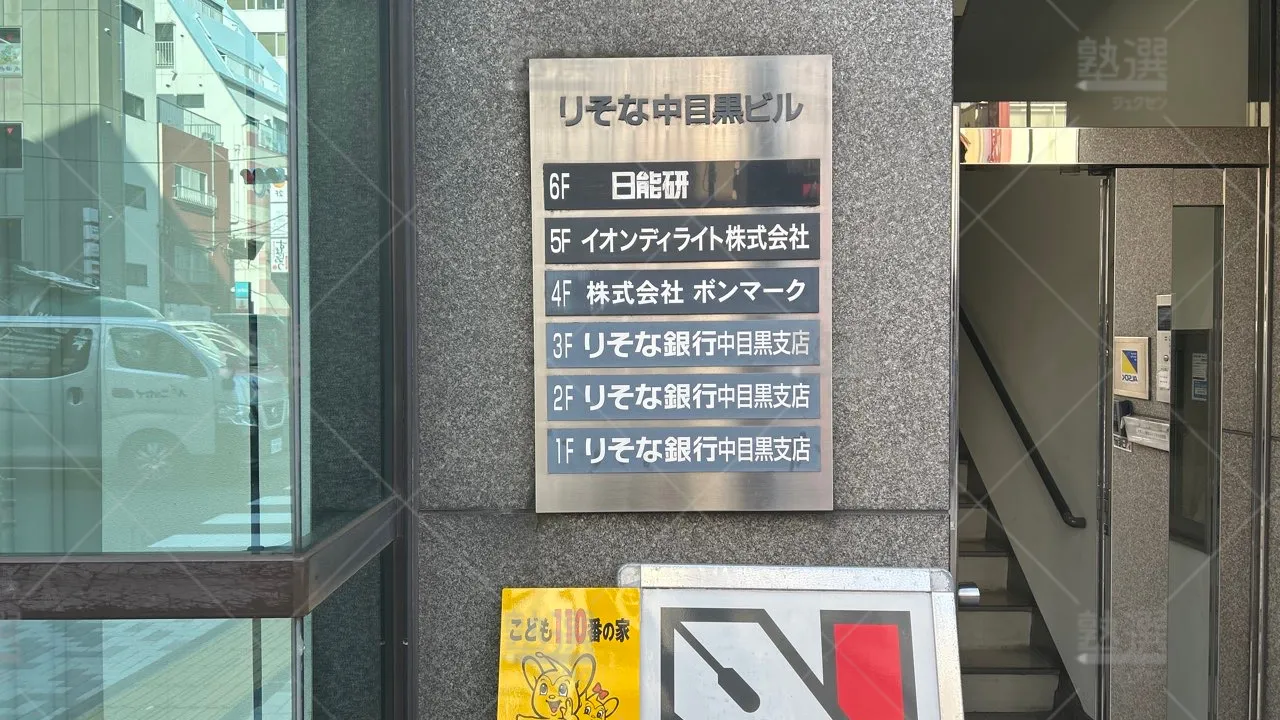 りそな中目黒ビル
6F 日能研
5F イオンディライト株式会社
4F 株式会社 ボンマーク
3F りそな銀行中目黒支店
2F りそな銀行中目黒支店
1F りそな銀行中目黒支店
こども110番の家
塾選
ジュクセン
塾選